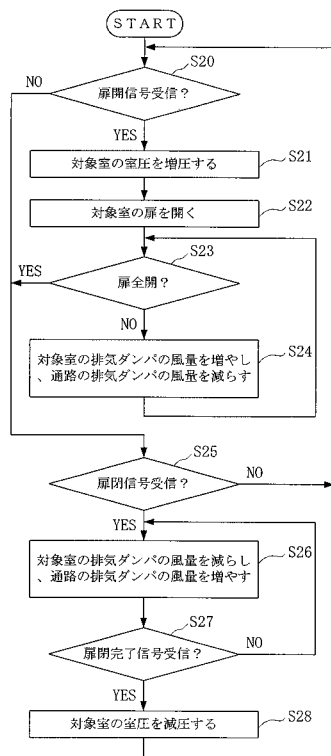 START
S20
NO
扉開信号受信?
YES
対象室の室圧を増圧する
S21
対象室の扉を開く
S22
S23
YES
扉全開?
NO
S24
対象室の排気ダンパの風量を増やし
、通路の排気ダンパの風量を減らす
S25
扉閉信号受信?
NO
YES
対象室の排気ダンパの風量を減らし
、通路の排気ダンパの風量を増やす
S26
S27
扉閉完了信号受信?
NO
YES
対象室の室圧を減圧する
S28